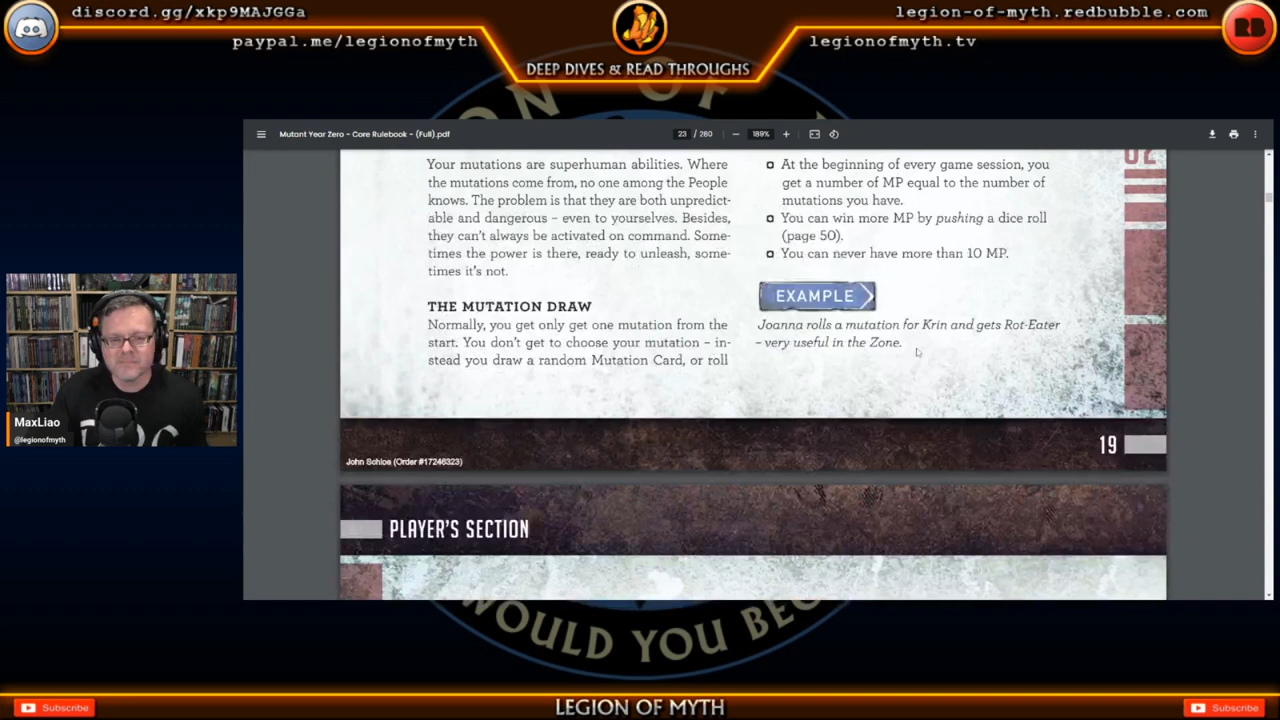 discord.gg/xkp9MAJGGa
legion-of-myth.redbubble.com
paypal.me/legionofmyth
legionofmyth.tv
DEEP DIVES & READ THROUGHS
Mutant Year Zero - Core Rulebook - (Full).pdf
23 / 280
189%
Your mutations are superhuman abilities. Where
the mutations come from, no one among the People
knows. The problem is that they are both unpredict-
able and dangerous – even to yourselves. Besides,
they can't always be activated on command. Some-
times the power is there, ready to unleash, some-
times it's not.
THE MUTATION DRAW
Normally, you get only get one mutation from the
start. You don't get to choose your mutation – in-
stead you draw a random Mutation Card, or roll
At the beginning of every game session, you
get a number of MP equal to the number of
mutations you have.
You can win more MP by pushing a dice roll
(page 50).
You can never have more than 10 MP.
EXAMPLE
Joanna rolls a mutation for Krin and gets Rot-Eater
– very useful in the Zone.
02
19
John Schloe (Order #17246323)
PLAYER'S SECTION
MaxLiao
@legionofmyth
WOULD YOU
Subscribe
LEGION OF MYTH
Subscribe